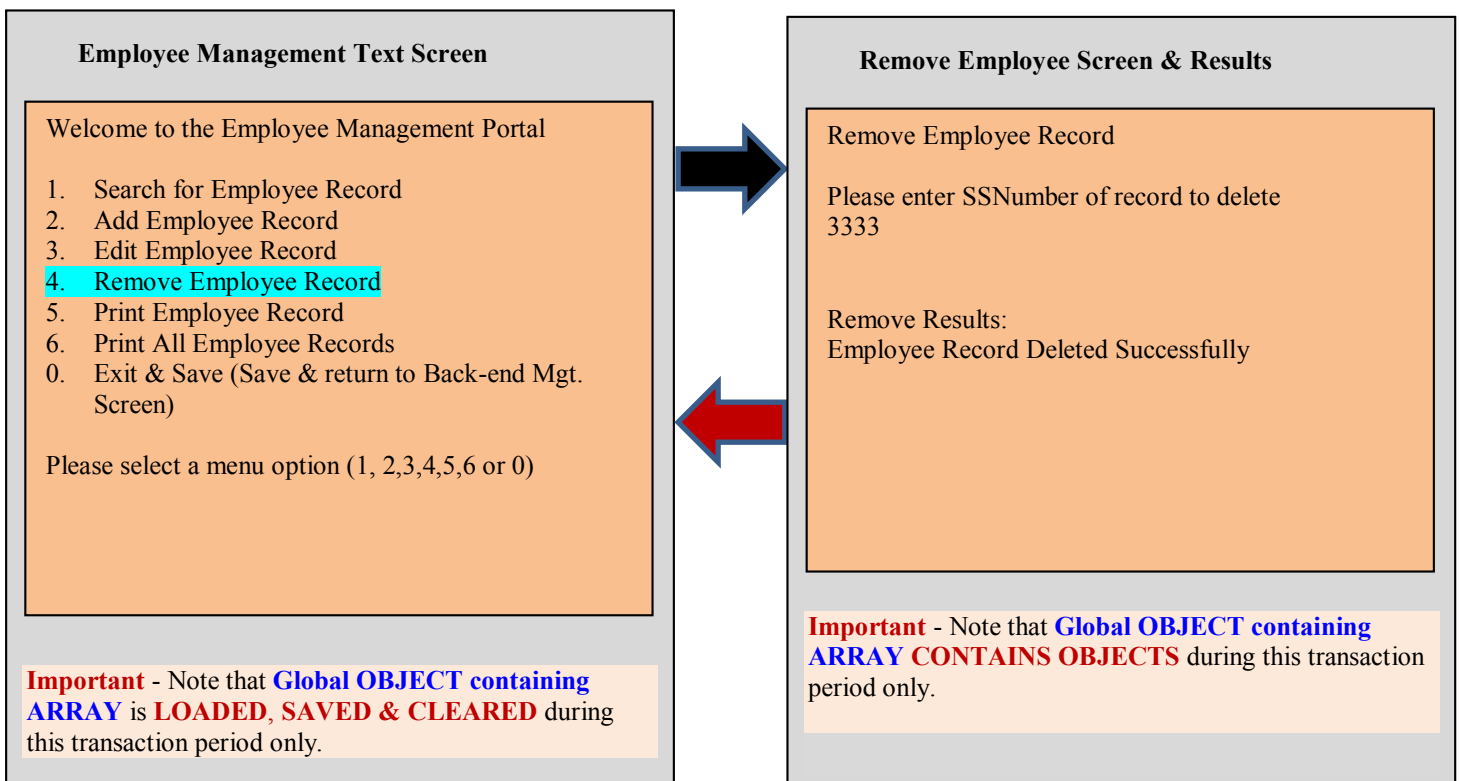 Employee Management Text Screen
Welcome to the Employee Management Portal
1. Search for Employee Record
2. Add Employee Record
3. Edit Employee Record
4. Remove Employee Record
5. Print Employee Record
6. Print All Employee Records
0. Exit & Save (Save & return to Back-end Mgt.
Screen)
Please select a menu option (1, 2,3,4,5,6 or 0)
Important - Note that Global OBJECT containing
ARRAY is LOADED, SAVED & CLEARED during
this transaction period only.
Remove Employee Screen & Results
Remove Employee Record
Please enter SSNumber of record to delete
3333
Remove Results:
Employee Record Deleted Successfully
Important - Note that Global OBJECT containing
ARRAY CONTAINS OBJECTS during this transaction
period only.